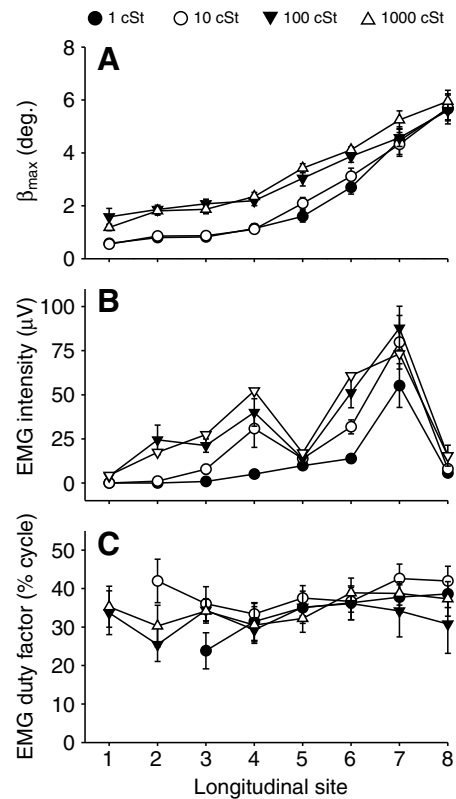 1 cSt 10 cSt 100 cSt 1000 cSt
A
8
6
4
2
0
βmax (deg.)
B
100
75
50
25
0
EMG intensity (μV)
C
50
40
30
20
10
0
EMG duty factor (% cycle)
1 2 3 4 5 6 7 8
Longitudinal site